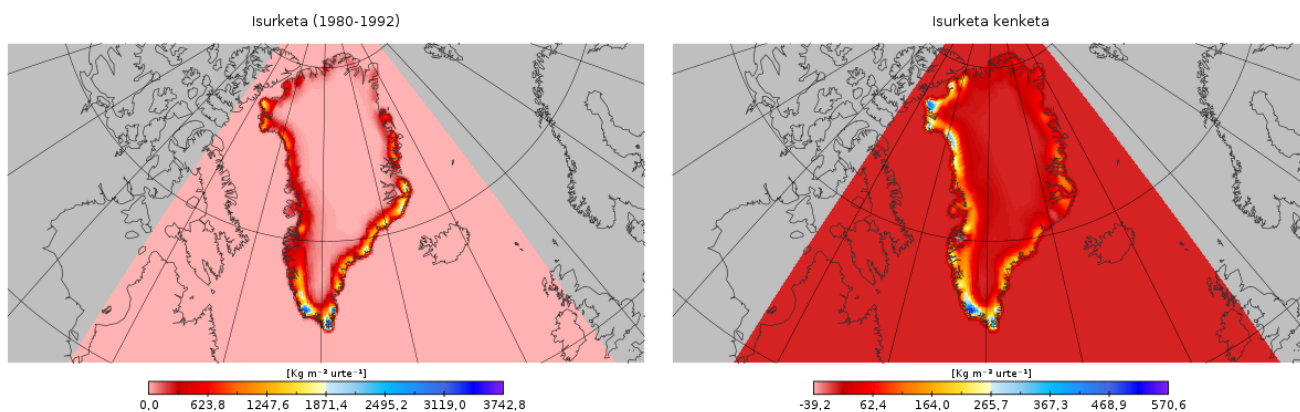 Isurketa (1980-1992)
[Kg m⁻² urte⁻¹]
0,0 623,8 1247,6 1871,4 2495,2 3119,0 3742,8
Isurketa kenketa
[Kg m⁻² urte⁻¹]
-39,2 62,4 164,0 265,7 367,3 468,9 570,6